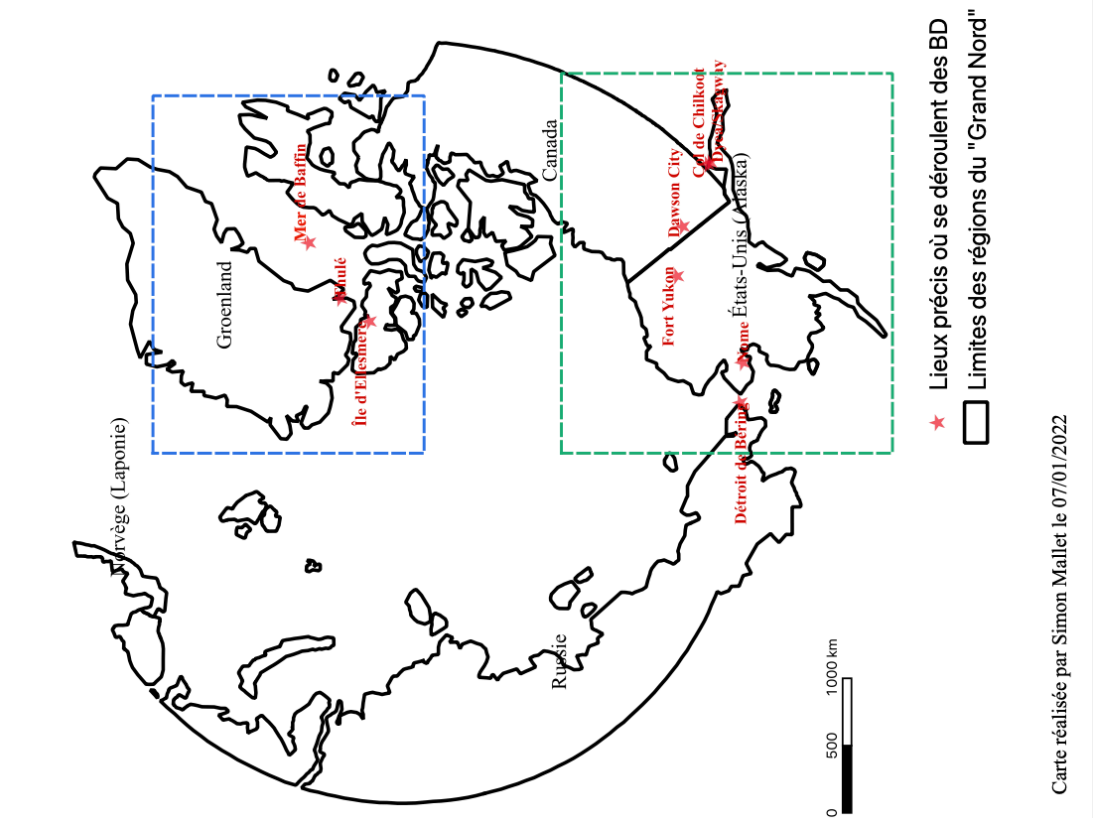 Norvège (Laponie)
Groenland
Mer de Baffin
Thulé
Île d'Ellesmere
Canada
Russie
Col de Chilkoot
Dyea/Skagway
Dawson City
Fort Yukon
États-Unis (Alaska)
Nome
Détroit de Béring
0
500
1000 km
Lieux précis où se déroulent des BD
Limites des régions du "Grand Nord"
Carte réalisée par Simon Mallet le 07/01/2022